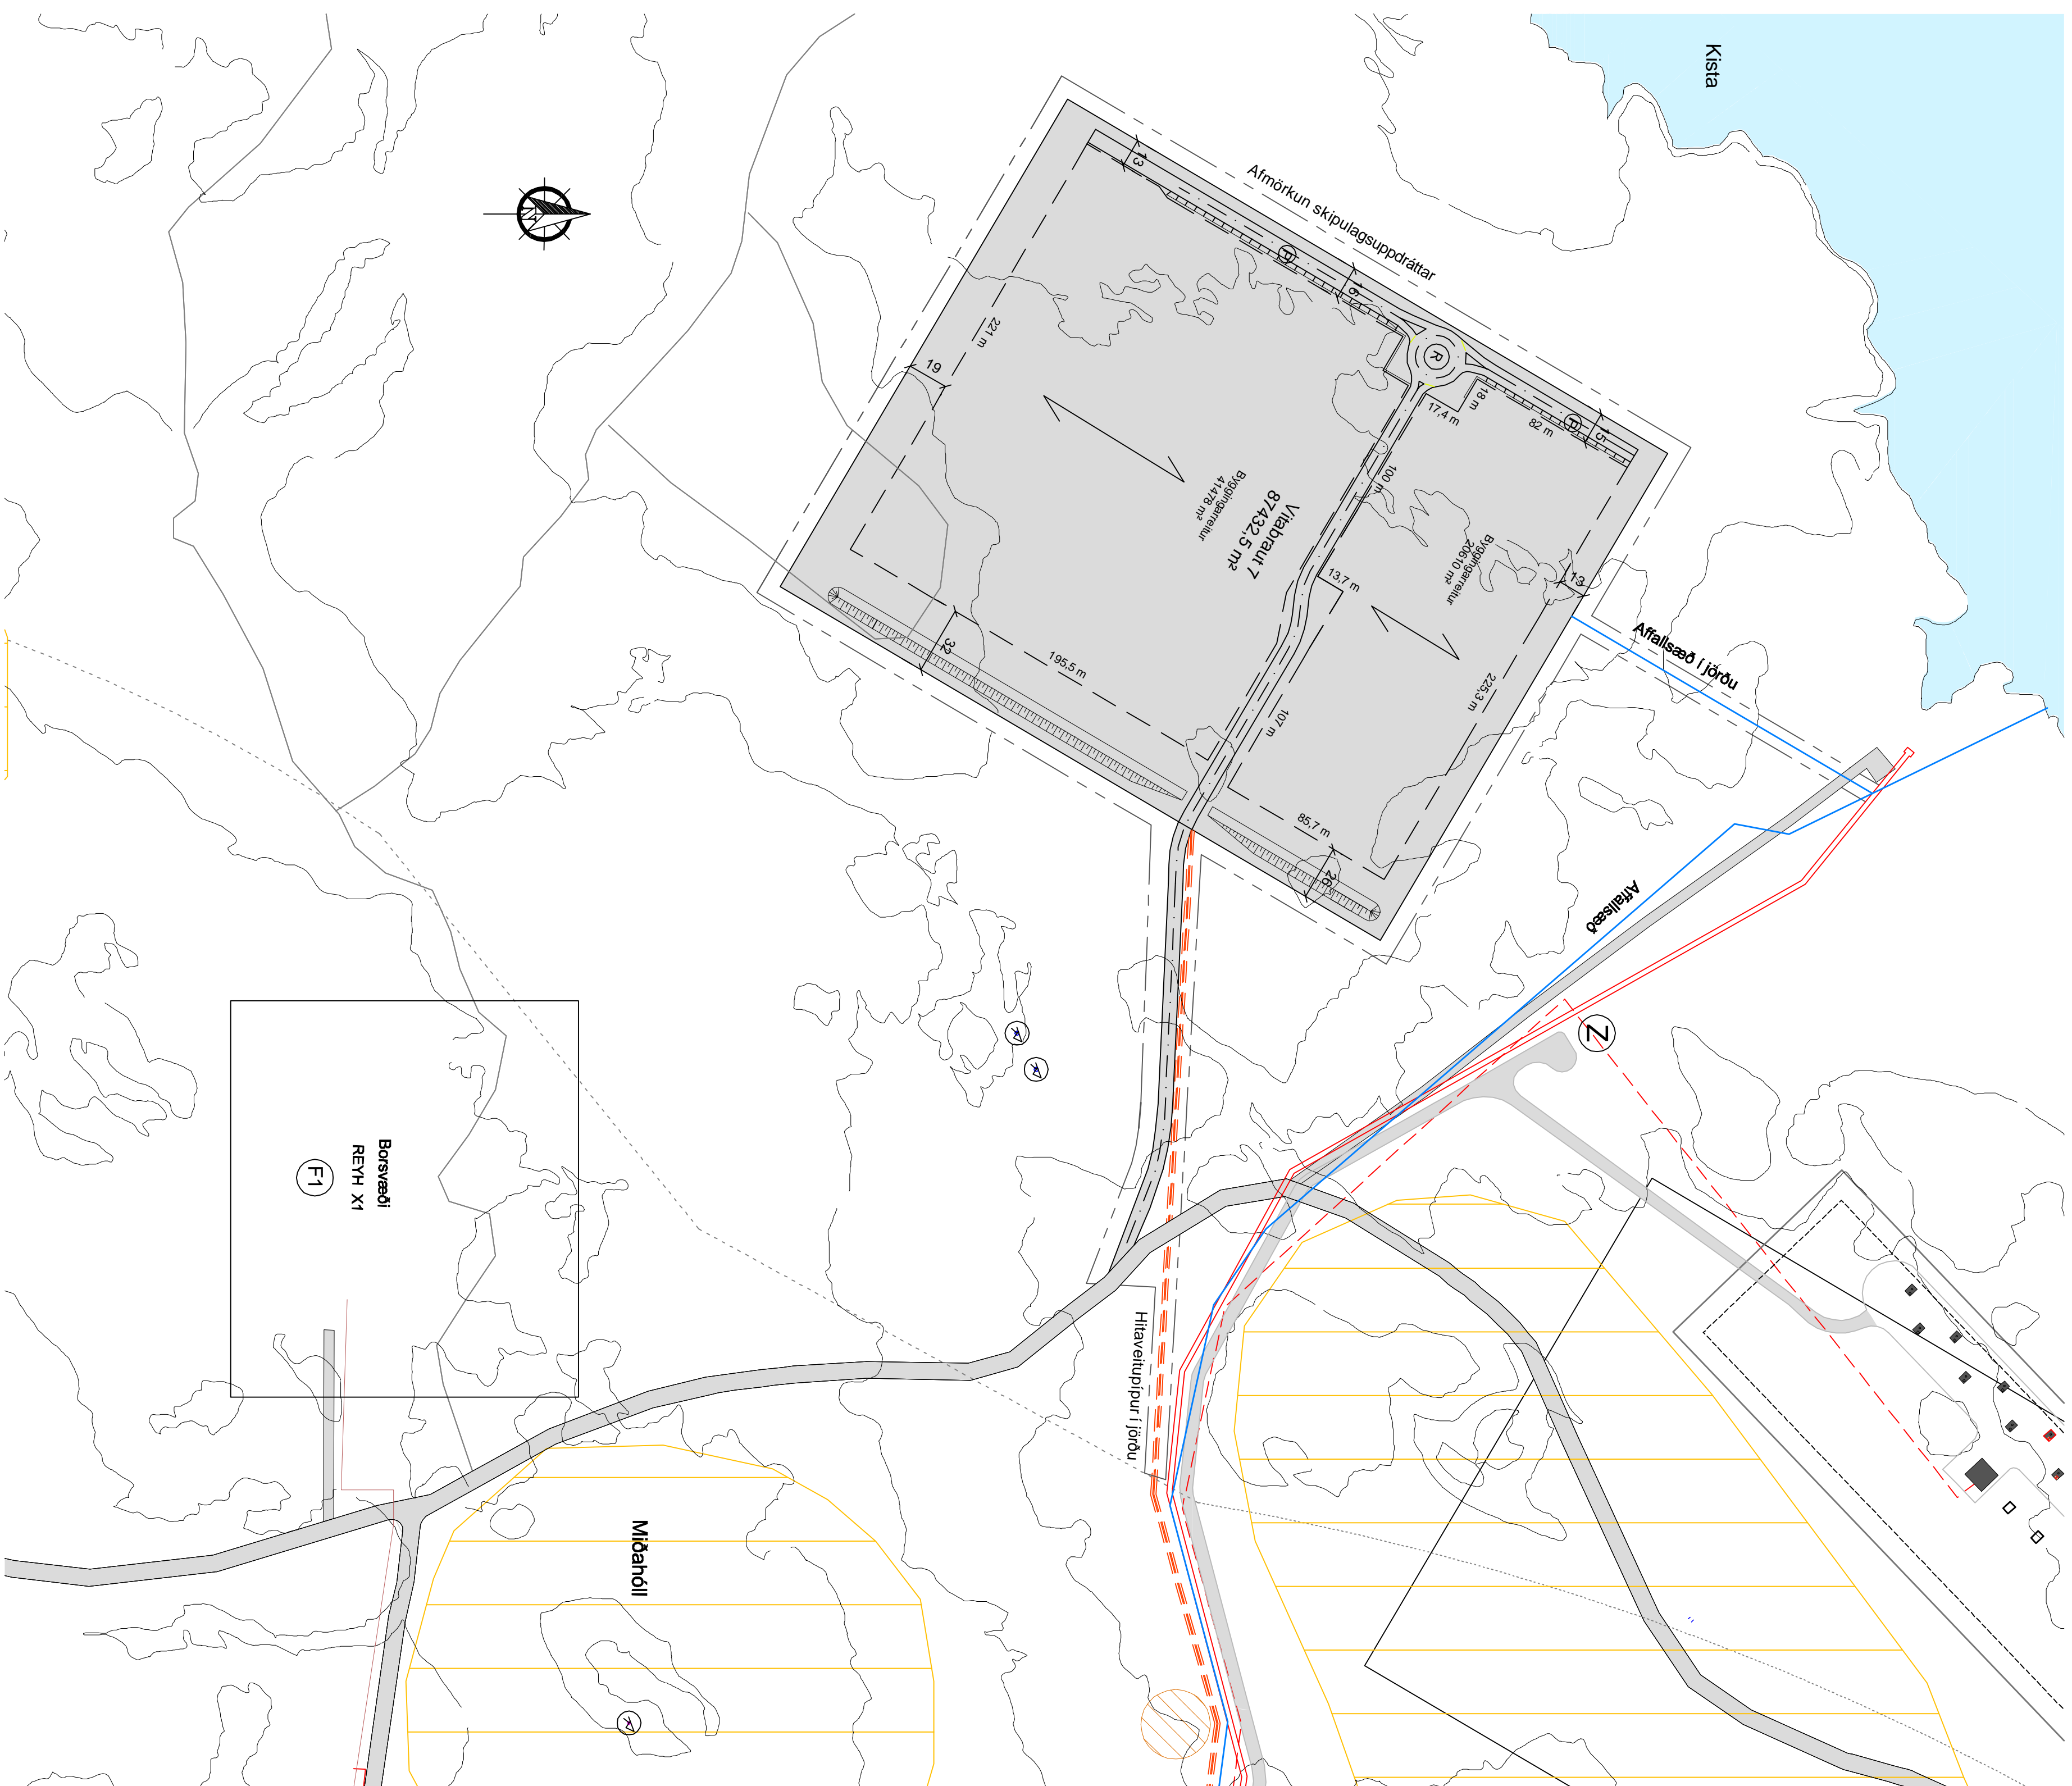 Kista
Afmörkun skipulagsuppdráttar
13
P
16
R
18 m
17,4 m
82 m
P
15
221 m
19
100 m
Vitabraut 7
87432,5 m²
Byggingarreitur
41478 m²
Byggingarreitur
20610 m²
13
13,7 m
32
195,5 m
107 m
225,3 m
85,7 m
26
Affallsæð í jörðu
Affallsæð
N
Z
Borsvæði
REYH X1
F1
Hitaveitupípur í jörðu
Miðahóll